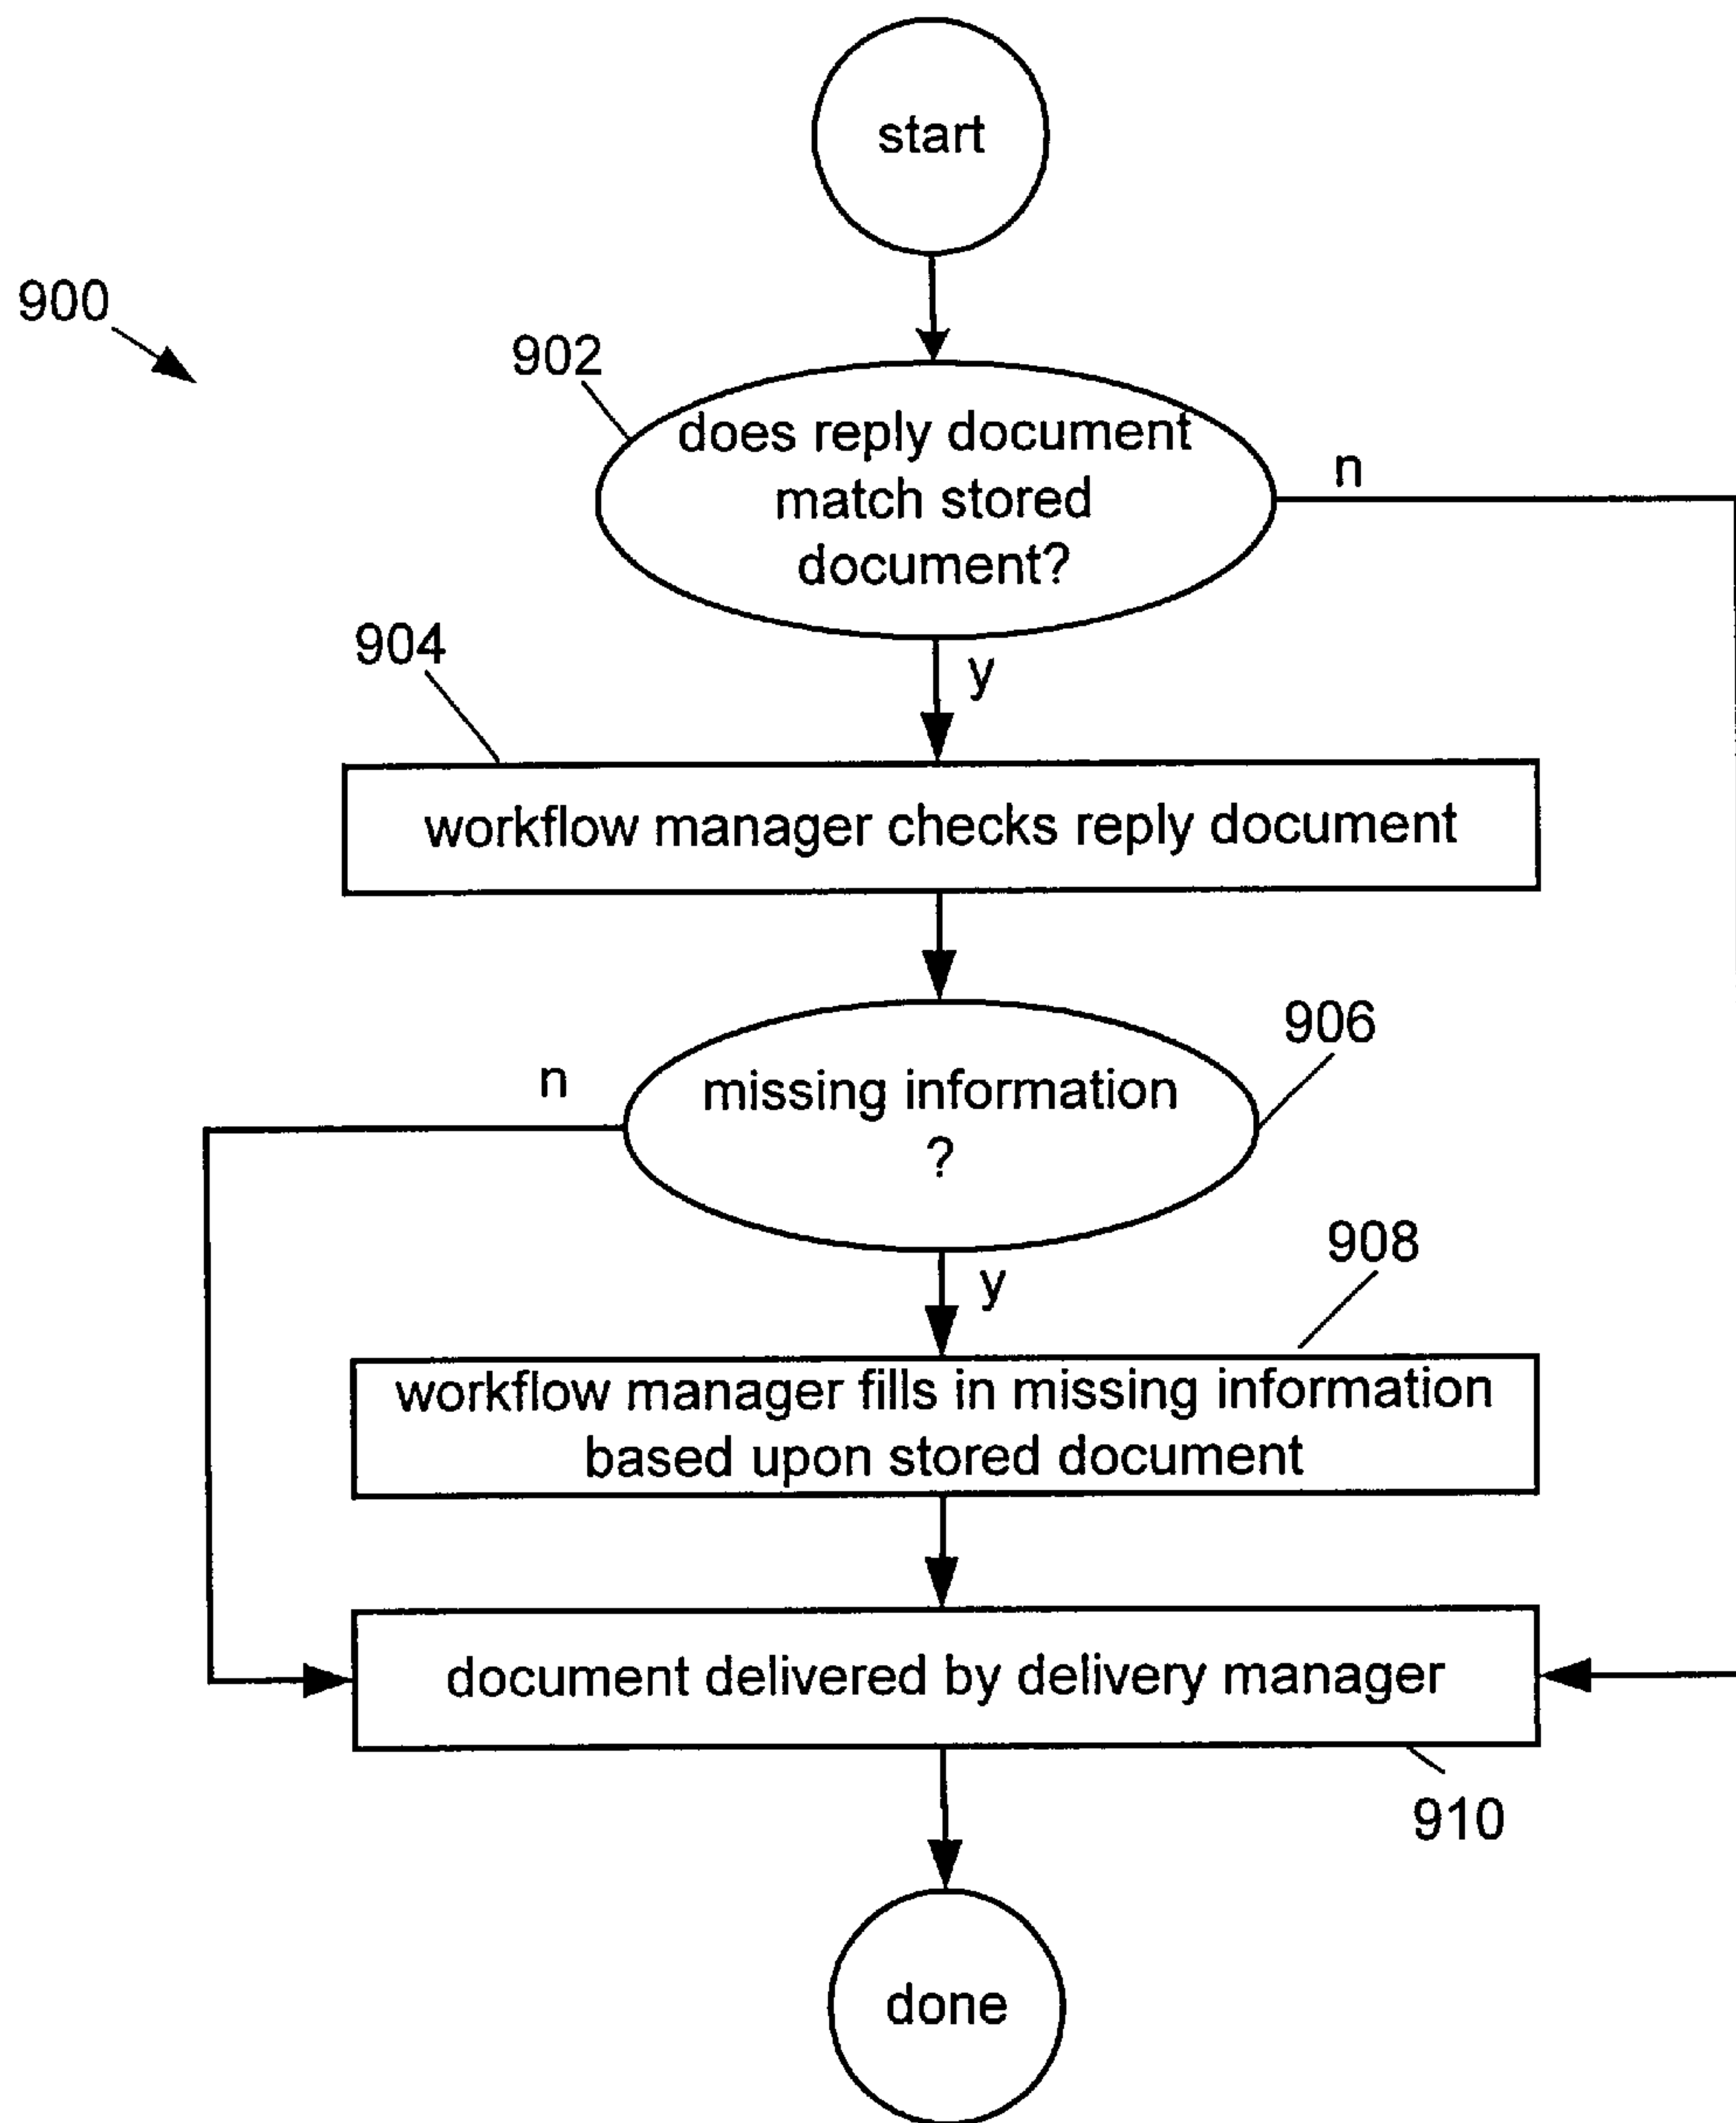 start
900
902
does reply document
match stored
document?
n
904
y
workflow manager checks reply document
906
n
missing information
?
908
y
workflow manager fills in missing information
based upon stored document
document delivered by delivery manager
910
done